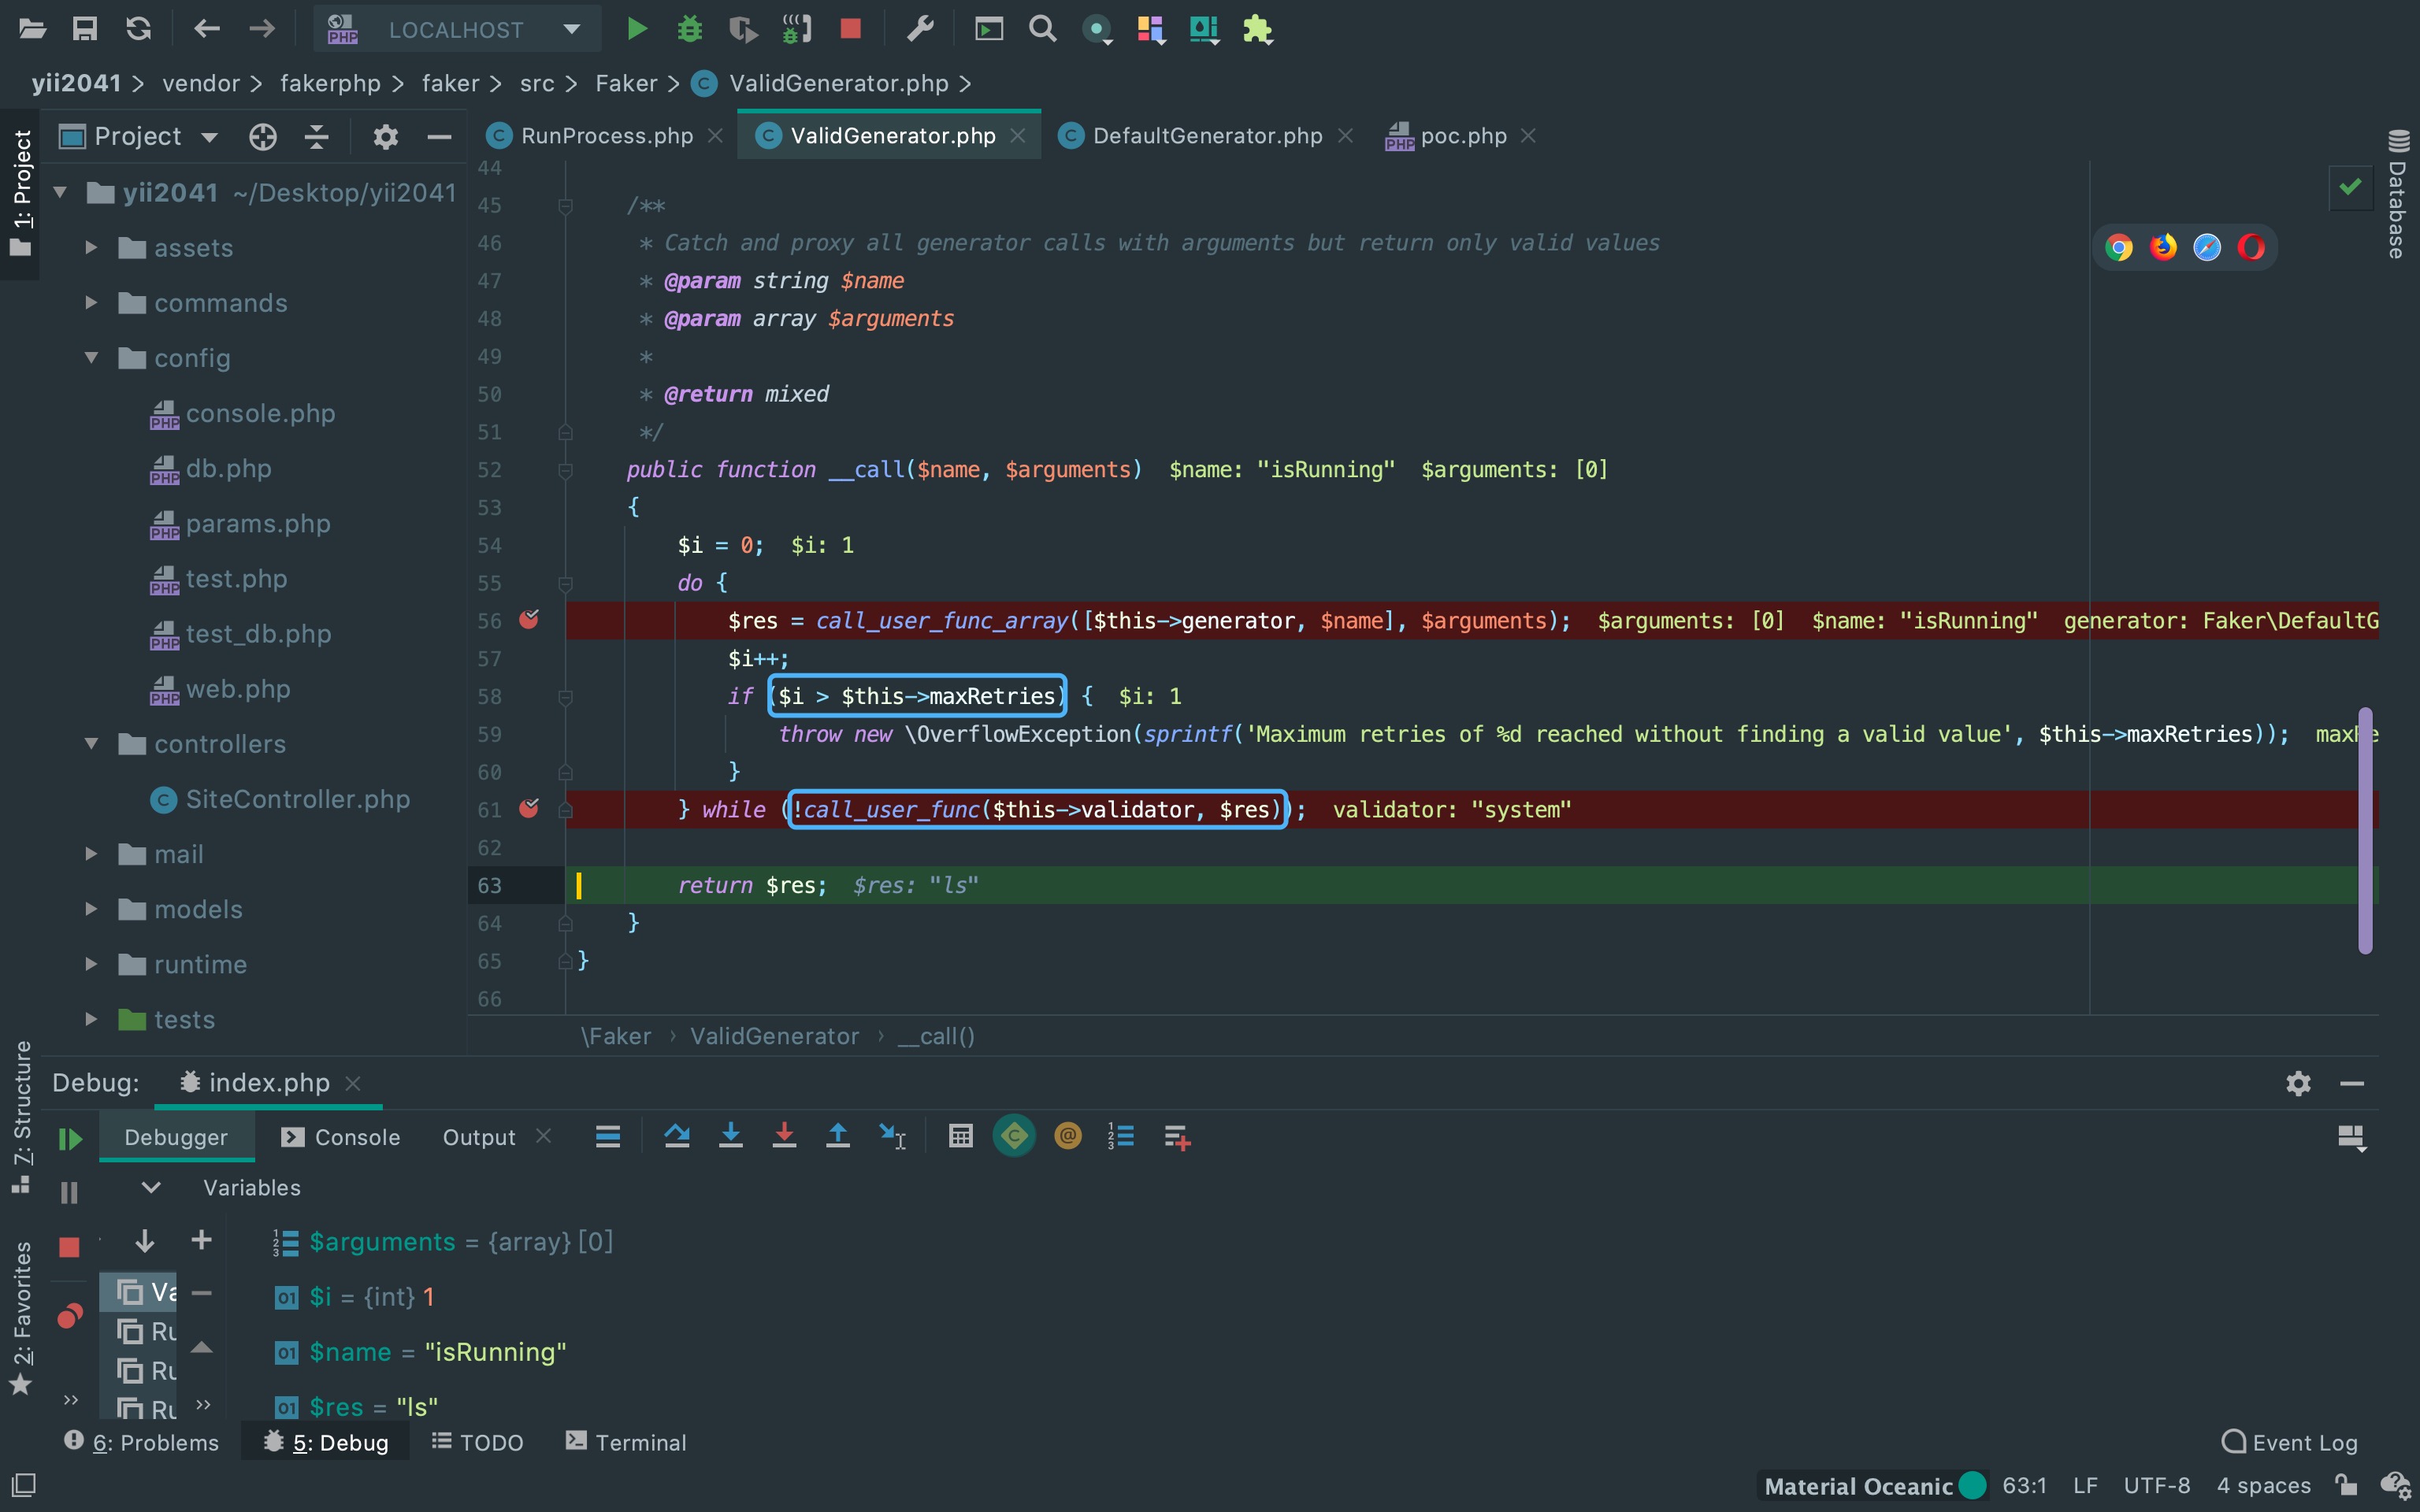 LOCALHOST
yii2041 > vendor > fakerphp > faker > src > Faker > ValidGenerator.php >
1: Project
Project
RunProcess.php
ValidGenerator.php
DefaultGenerator.php
poc.php
Database
yii2041 ~/Desktop/yii2041
assets
commands
config
console.php
db.php
params.php
test.php
test_db.php
web.php
controllers
SiteController.php
mail
models
runtime
tests
44
45 /**
46 * Catch and proxy all generator calls with arguments but return only valid values
47 * @param string $name
48 * @param array $arguments
49 *
50 * @return mixed
51 */
52 public function __call($name, $arguments) $name: "isRunning" $arguments: [0]
53 {
54 $i = 0; $i: 1
55 do {
56 $res = call_user_func_array([$this->generator, $name], $arguments); $arguments: [0] $name: "isRunning" generator: Faker\DefaultG
57 $i++;
58 if ($i > $this->maxRetries) { $i: 1
59 throw new \OverflowException(sprintf('Maximum retries of %d reached without finding a valid value', $this->maxRetries)); maxRe
60 }
61 } while (!call_user_func($this->validator, $res)); validator: "system"
62
63 return $res; $res: "ls"
64 }
65 }
66
\Faker › ValidGenerator › __call()
7: Structure
2: Favorites
Debug: index.php
Debugger Console Output
Variables
Va
Ru
Ru
Ru
$arguments = {array} [0]
$i = {int} 1
$name = "isRunning"
$res = "ls"
6: Problems 5: Debug TODO Terminal Event Log
Material Oceanic 63:1 LF UTF-8 4 spaces